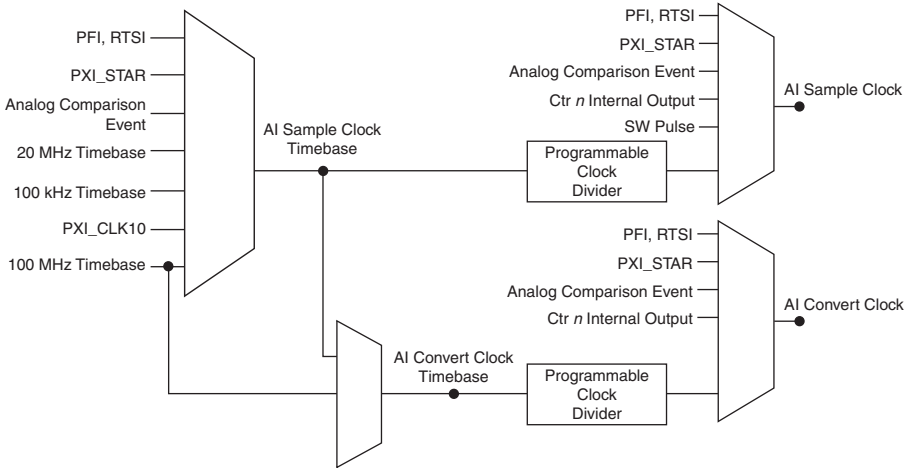 PFI, RTSI
PXI_STAR
Analog Comparison
Event
20 MHz Timebase
100 kHz Timebase
PXI_CLK10
100 MHz Timebase
AI Sample Clock
Timebase
Programmable
Clock
Divider
PFI, RTSI
PXI_STAR
Analog Comparison Event
Ctr n Internal Output
SW Pulse
AI Sample Clock
AI Convert Clock
Timebase
Programmable
Clock
Divider
PFI, RTSI
PXI_STAR
Analog Comparison Event
Ctr n Internal Output
AI Convert Clock